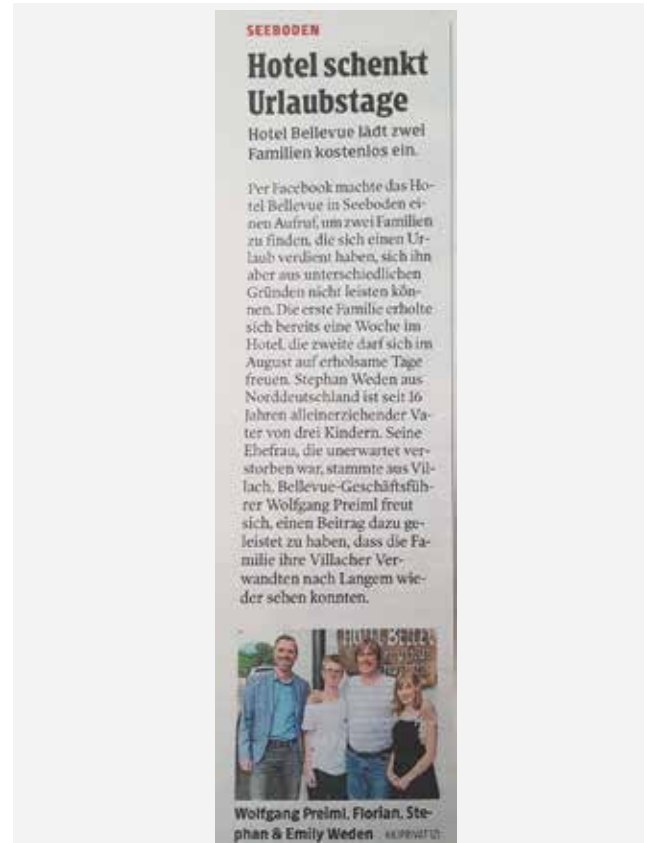 SEEBODEN
Hotel schenkt
Urlaubstage
Hotel Bellevue lädt zwei
Familien kostenlos ein.
Per Facebook machte das Ho-
tel Bellevue in Seeboden ei-
nen Aufruf, um zwei Familien
zu finden, die sich einen Ur-
laub verdient haben, sich ihn
aber aus unterschiedlichen
Gründen nicht leisten kön-
nen. Die erste Familie erholte
sich bereits eine Woche im
Hotel, die zweite darf sich im
August auf erholsame Tage
freuen. Stephan Weden aus
Norddeutschland ist seit 16
Jahren alleinerziehender Va-
ter von drei Kindern. Seine
Ehefrau, die unerwartet ver-
storben war, stammte aus Vil-
lach. Bellevue-Geschäftsfüh-
rer Wolfgang Preiml freut
sich, einen Beitrag dazu ge-
leistet zu haben, dass die Fa-
milie ihre Villacher Ver-
wandten nach Langem wie-
der sehen konnten.
HOTEL BELLE
Wolfgang Preiml, Florian, Ste-
phan & Emily Weden KK/PRIVAT